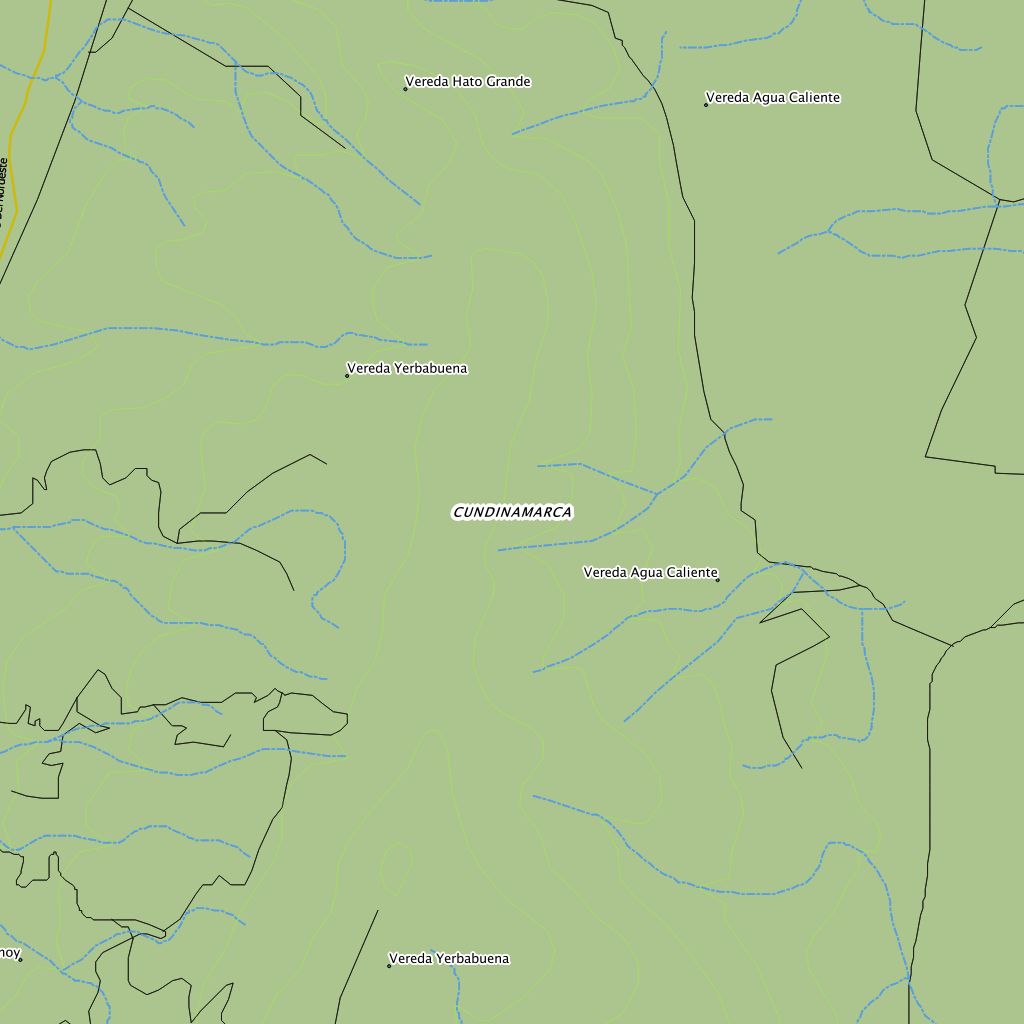 Vereda Hato Grande
Vereda Agua Caliente
Vereda Yerbabuena
CUNDINAMARCA
Vereda Agua Caliente
Vereda Yerbabuena